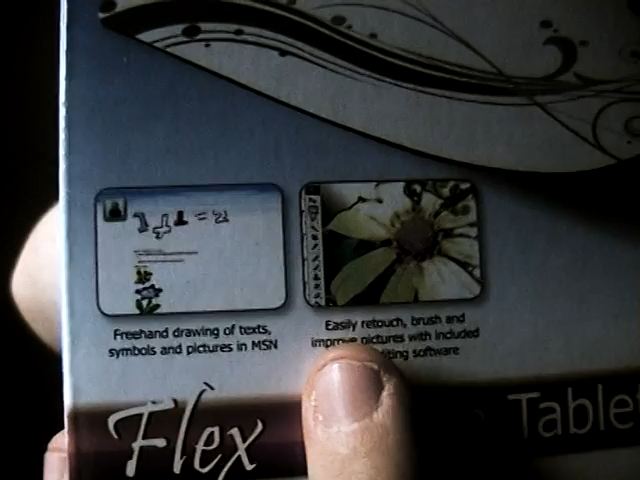 Freehand drawing of texts,
symbols and pictures in MSN
Easily retouch, brush and
improve pictures with included
software
Flex
Tablet